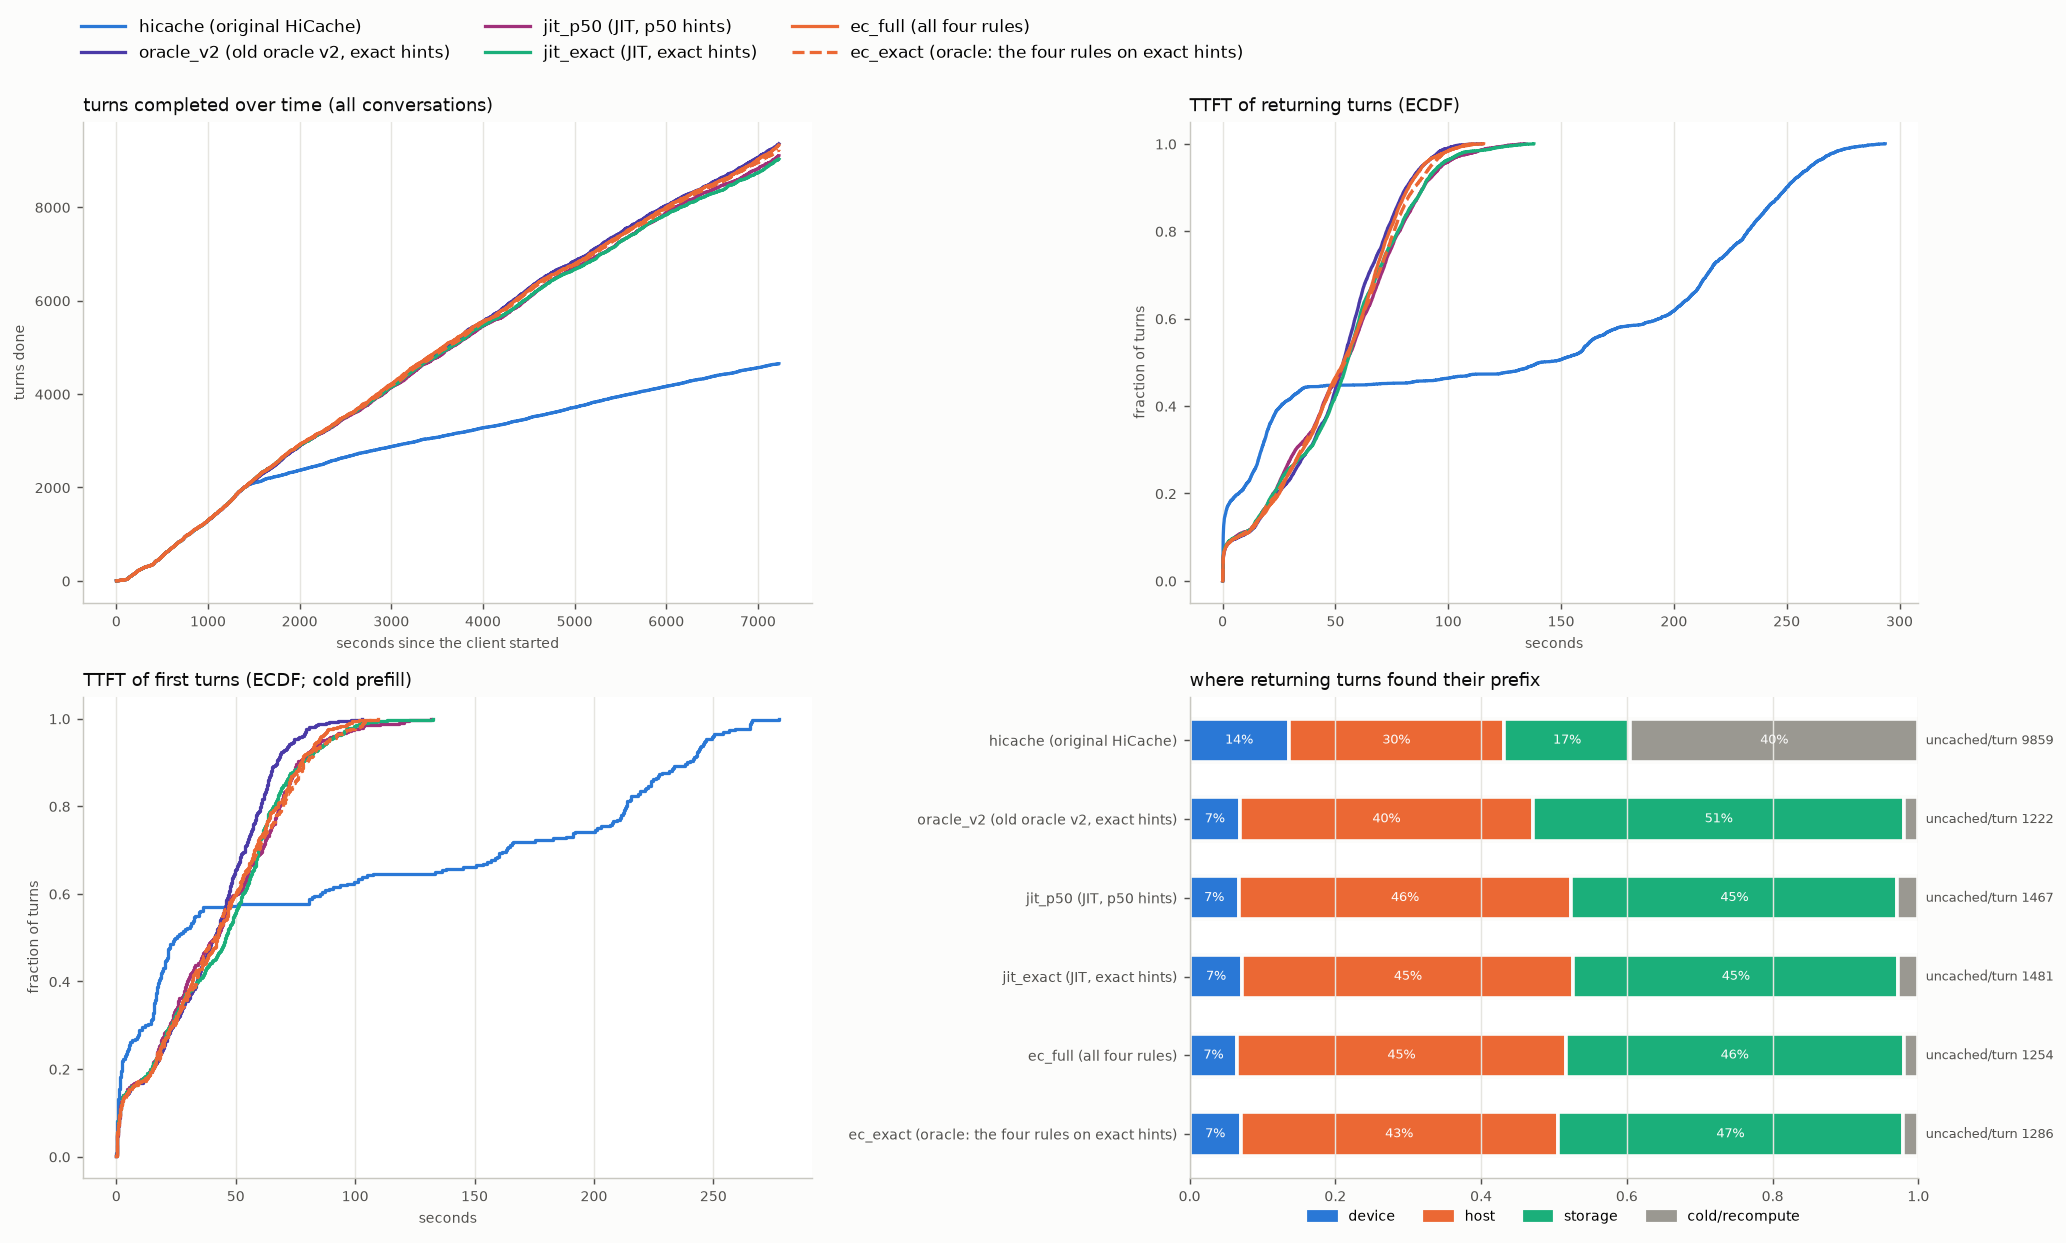 hicache (original HiCache)
oracle_v2 (old oracle v2, exact hints)
jit_p50 (JIT, p50 hints)
jit_exact (JIT, exact hints)
ec_full (all four rules)
ec_exact (oracle: the four rules on exact hints)
turns completed over time (all conversations)
turns done
8000
6000
4000
2000
0
0 1000 2000 3000 4000 5000 6000 7000
seconds since the client started
TTFT of returning turns (ECDF)
fraction of turns
1.0
0.8
0.6
0.4
0.2
0.0
0 50 100 150 200 250 300
seconds
TTFT of first turns (ECDF; cold prefill)
fraction of turns
1.0
0.8
0.6
0.4
0.2
0.0
0 50 100 150 200 250
seconds
where returning turns found their prefix
hicache (original HiCache) 14% 30% 17% 40% uncached/turn 9859
oracle_v2 (old oracle v2, exact hints) 7% 40% 51% uncached/turn 1222
jit_p50 (JIT, p50 hints) 7% 46% 45% uncached/turn 1467
jit_exact (JIT, exact hints) 7% 45% 45% uncached/turn 1481
ec_full (all four rules) 7% 45% 46% uncached/turn 1254
ec_exact (oracle: the four rules on exact hints) 7% 43% 47% uncached/turn 1286
0.0 0.2 0.4 0.6 0.8 1.0
device host storage cold/recompute